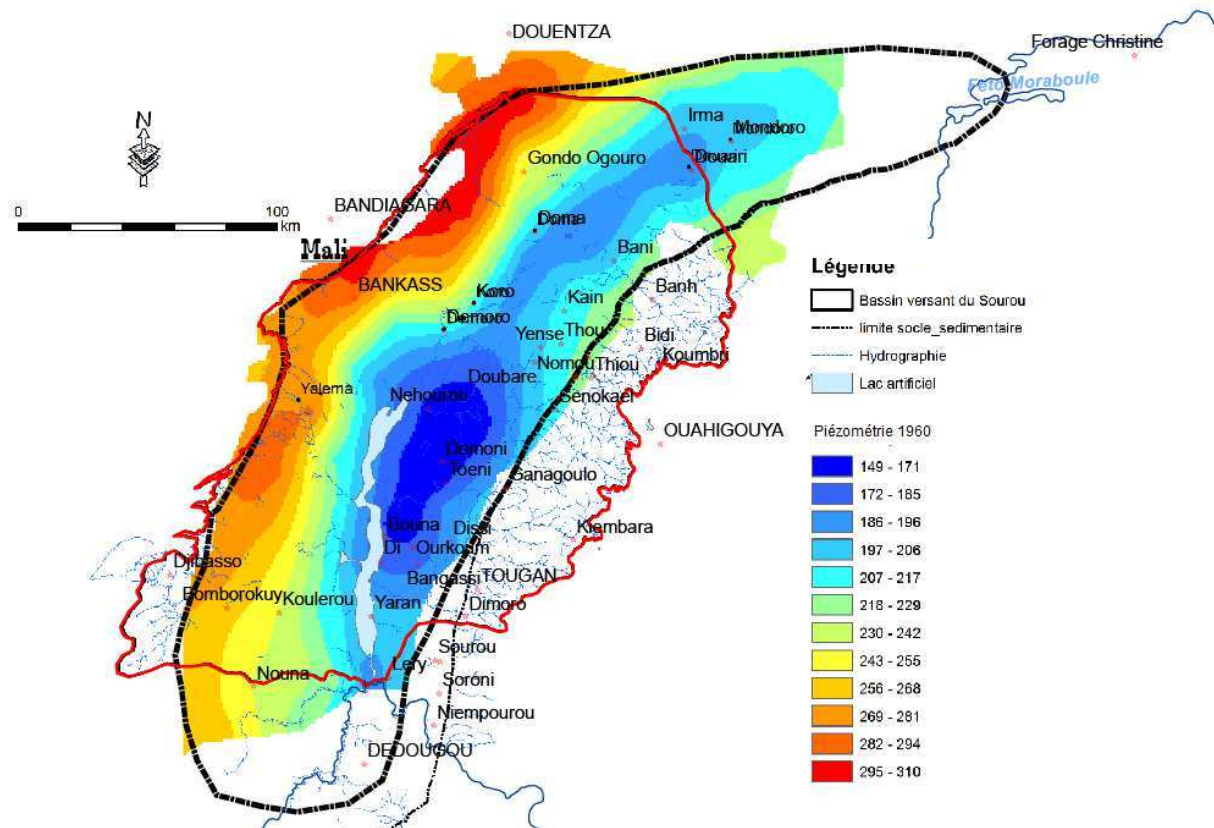 DOUENTZA
Forage Christine
Feto Moraboule
N
Irma
Mondoro
Douari
Gondo Ogouro
0 100
km
BANDIAGARA
Doma
Mali
Bani
BANKASS
Koro
Kain
Banh
Demoro
Yense
Thou
Bidi
Nomou
Thiou
Koumbri
Doubare
Yalema
Nehourou
Senokael
OUAHIGOUYA
Domoni
Toeni
Ganagoulo
Bouna
Dissi
Kiembara
Di
Ourkoum
Djibasso
Bangassi
TOUGAN
Bomborokuy
Koulerou
Yaran
Dimoro
Sourou
Nouna
Lery
Soroni
Niempourou
DEDOUGOU
Légende
Bassin versant du Sourou
limite socle_sedimentaire
Hydrographie
Lac artificiel
Piézométrie 1960
149 - 171
172 - 185
186 - 196
197 - 206
207 - 217
218 - 229
230 - 242
243 - 255
256 - 268
269 - 281
282 - 294
295 - 310